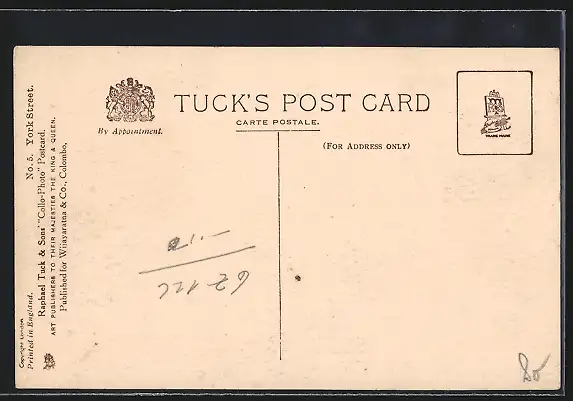 TUCK'S POST CARD
CARTE POSTALE.
By Appointment.
(FOR ADDRESS ONLY)
TRADE MARK
No. 5. York Street.
Raphael Tuck & Sons' "Collo-Photo" Postcard.
ART PUBLISHERS TO THEIR MAJESTIES THE KING & QUEEN.
Published for Wijayaratna & Co., Colombo,
Copyright London
Printed in England.